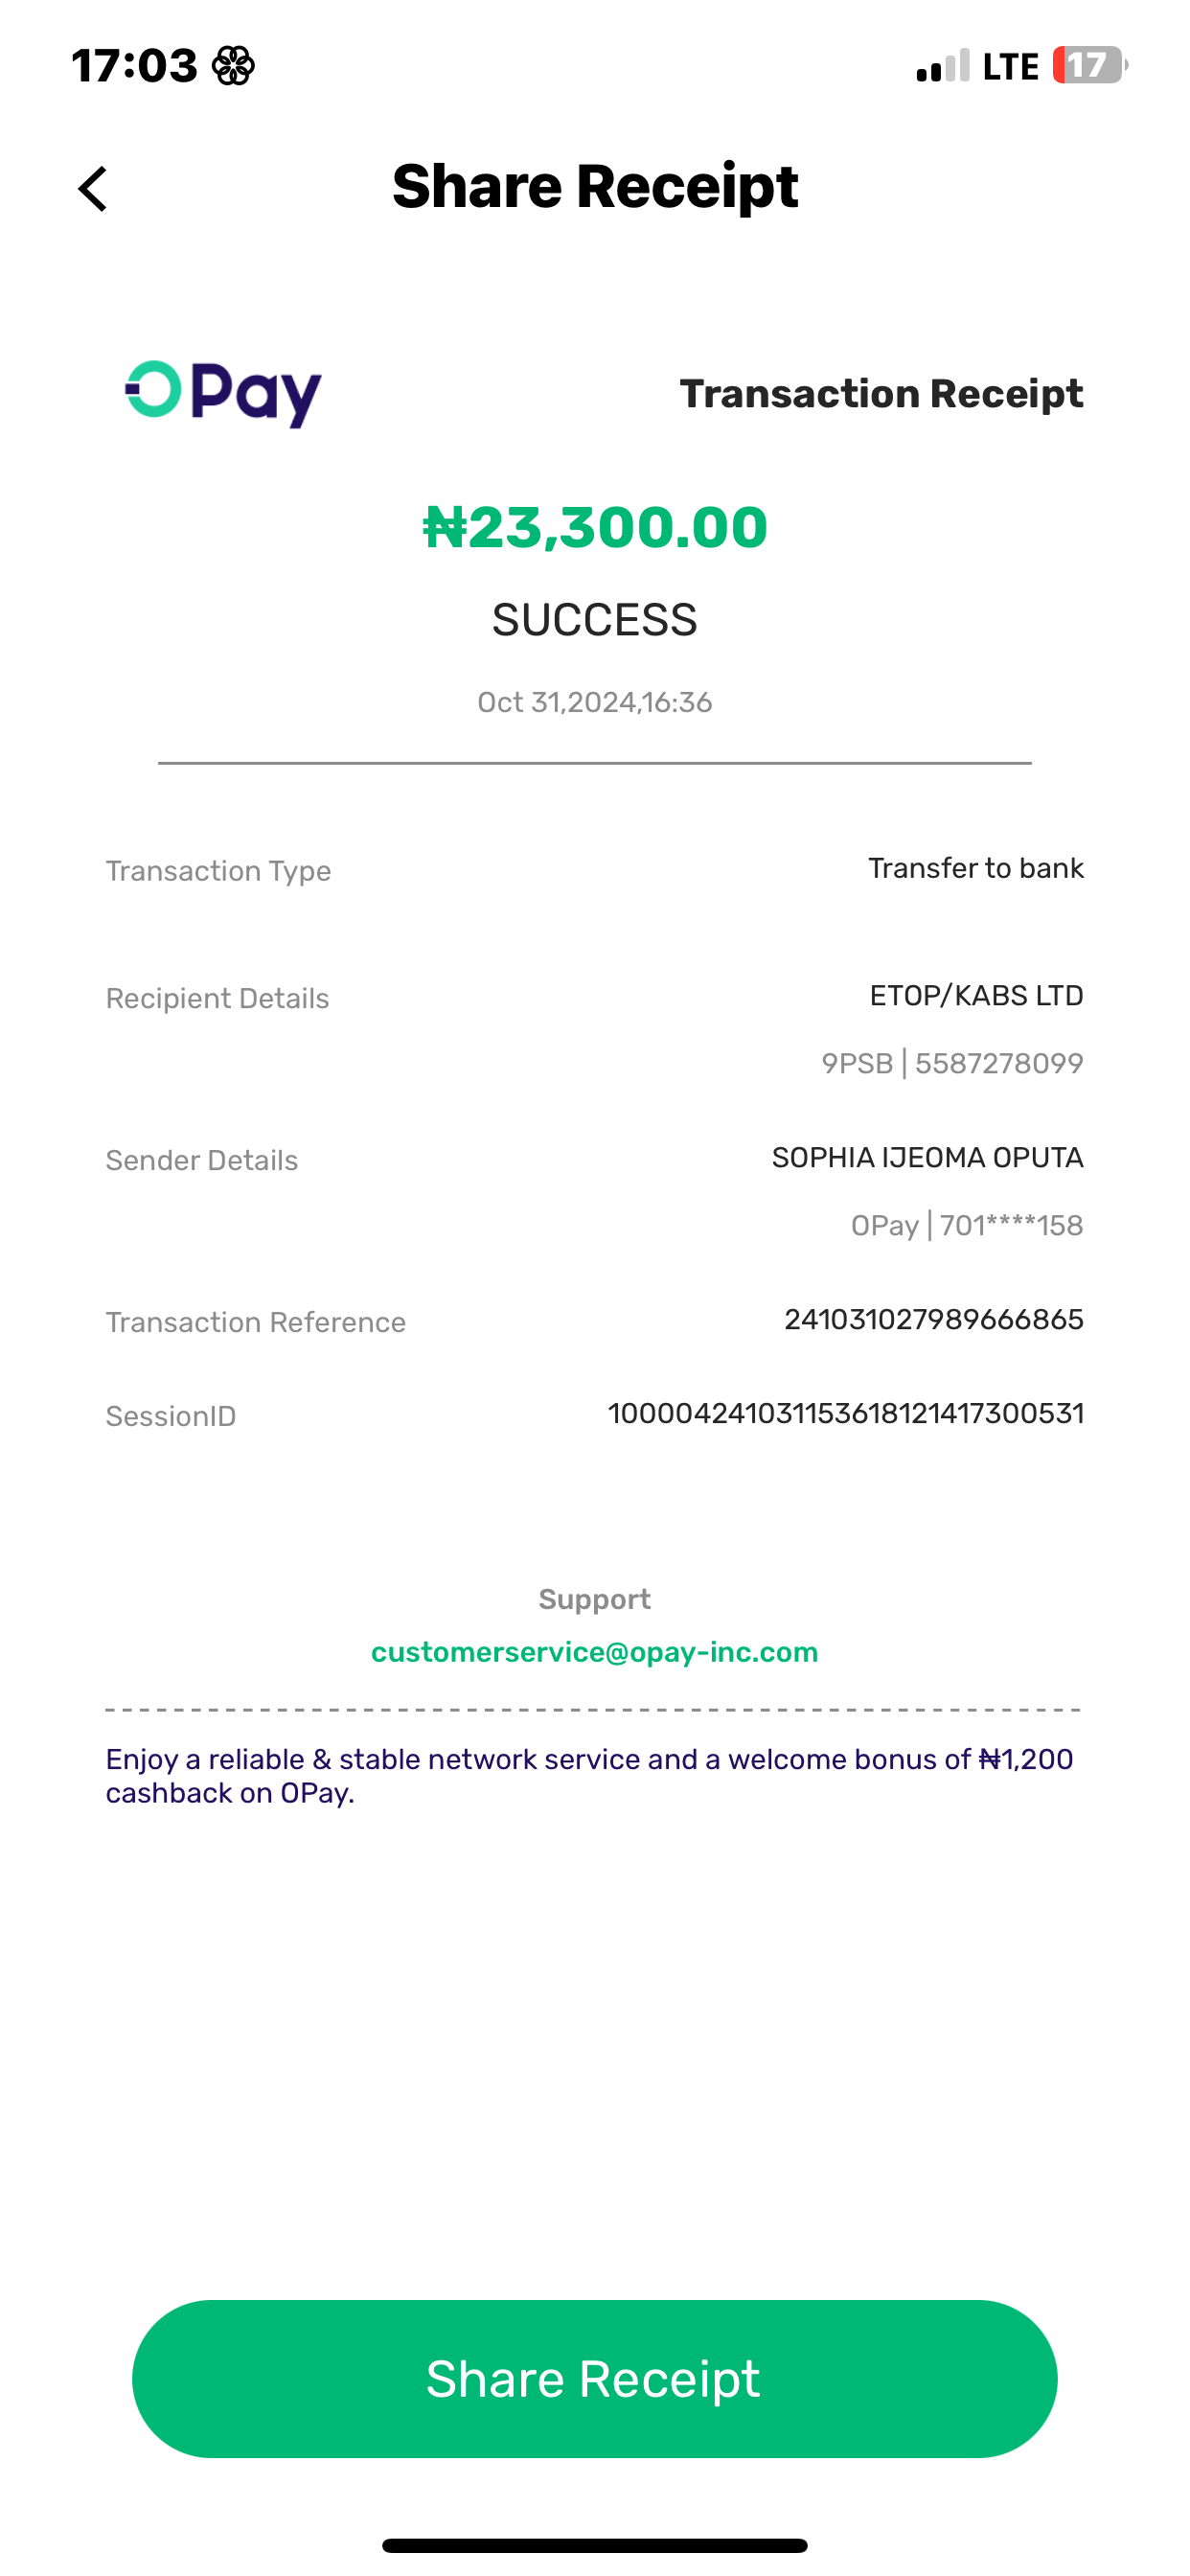 17:03 LTE 17
Share Receipt
OPay Transaction Receipt
₦23,300.00
SUCCESS
Oct 31,2024,16:36
Transaction Type Transfer to bank
Recipient Details ETOP/KABS LTD
9PSB | 5587278099
Sender Details SOPHIA IJEOMA OPUTA
OPay | 701****158
Transaction Reference 241031027989666865
SessionID 100004241031153618121417300531
Support
customerservice@opay-inc.com
Enjoy a reliable & stable network service and a welcome bonus of ₦1,200
cashback on OPay.
Share Receipt